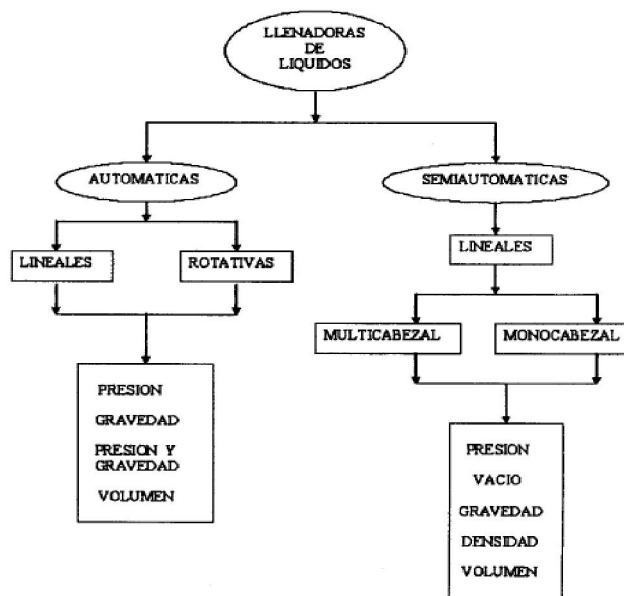 LLENADORAS
DE
LIQUIDOS
AUTOMATICAS
SEMIAUTOMATICAS
LINEALES
ROTATIVAS
LINEALES
MULTICABEZAL
MONOCABEZAL
PRESION
GRAVEDAD
PRESION Y
GRAVEDAD
VOLUMEN
PRESION
VACIO
GRAVEDAD
DENSIDAD
VOLUMEN